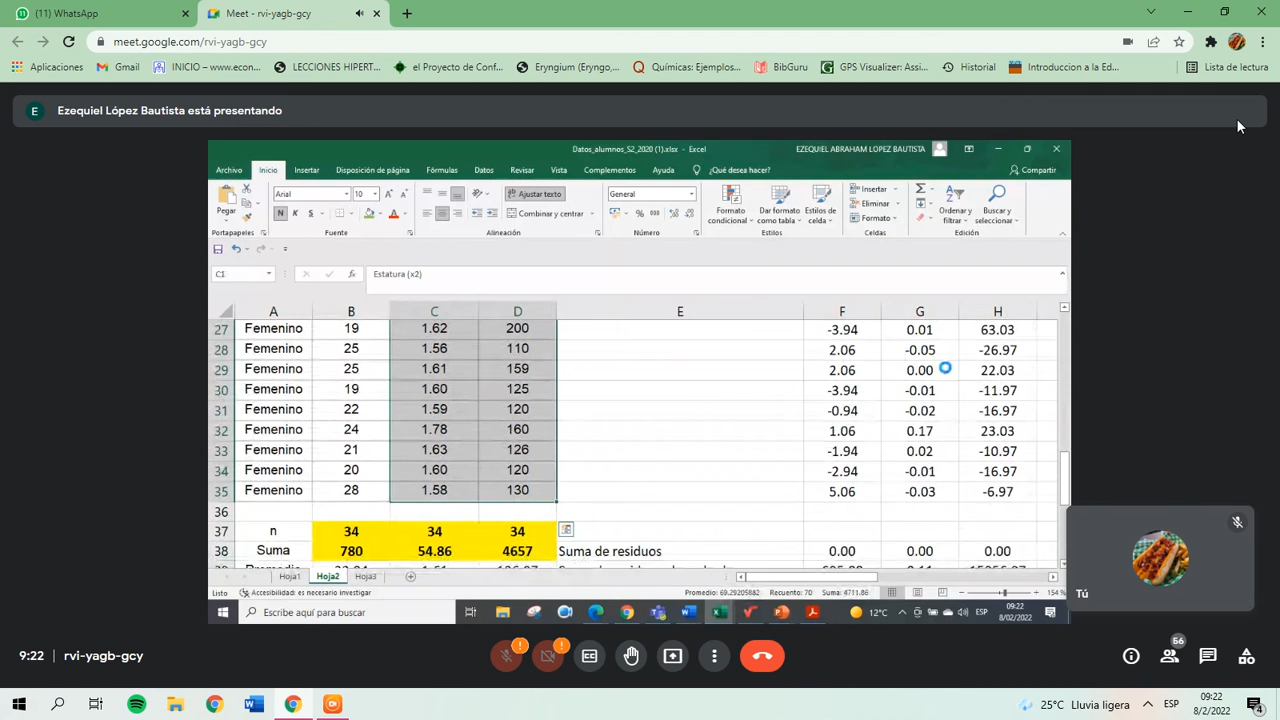 (11) WhatsApp
Meet - rvi-yagb-gcy
meet.google.com/rvi-yagb-gcy
Aplicaciones
Gmail
INICIO – www.econ...
LECCIONES HIPERT...
el Proyecto de Conf...
Eryngium (Eryngo,...
Químicas: Ejemplos...
BibGuru
GPS Visualizer: Assi...
Historial
Introduccion a la Ed...
Lista de lectura
E
Ezequiel López Bautista está presentando
Datos_alumnos_S2_2020 (1).xlsx - Excel
EZEQUIEL ABRAHAM LOPEZ BAUTISTA
Archivo Inicio Insertar Disposición de página Fórmulas Datos Revisar Vista Complementos Ayuda ¿Qué desea hacer? Compartir
Arial 10 Ajustar texto General Insertar
Pegar N K S Combinar y centrar % 000 Formato condicional Dar formato como tabla Estilos de celda Eliminar Formato Ordenar y filtrar Buscar y seleccionar
Portapapeles Fuente Alineación Número Estilos Celdas Edición
C1 fx Estatura (x2)
A B C D E F G H
27 Femenino 19 1.62 200 -3.94 0.01 63.03
28 Femenino 25 1.56 110 2.06 -0.05 -26.97
29 Femenino 25 1.61 159 2.06 0.00 22.03
30 Femenino 19 1.60 125 -3.94 -0.01 -11.97
31 Femenino 22 1.59 120 -0.94 -0.02 -16.97
32 Femenino 24 1.78 160 1.06 0.17 23.03
33 Femenino 21 1.63 126 -1.94 0.02 -10.97
34 Femenino 20 1.60 120 -2.94 -0.01 -16.97
35 Femenino 28 1.58 130 5.06 -0.03 -6.97
36
37 n 34 34 34
38 Suma 780 54.86 4657 Suma de residuos 0.00 0.00 0.00
Hoja1 Hoja2 Hoja3
Listo Accesibilidad: es necesario investigar Promedio: 69.29205882 Recuento: 70 Suma: 4711.86 154 %
Escribe aquí para buscar 12°C ESP 09:22
8/02/2022
Tú
9:22 rvi-yagb-gcy
56
25°C Lluvia ligera ESP 09:22
8/2/2022
4